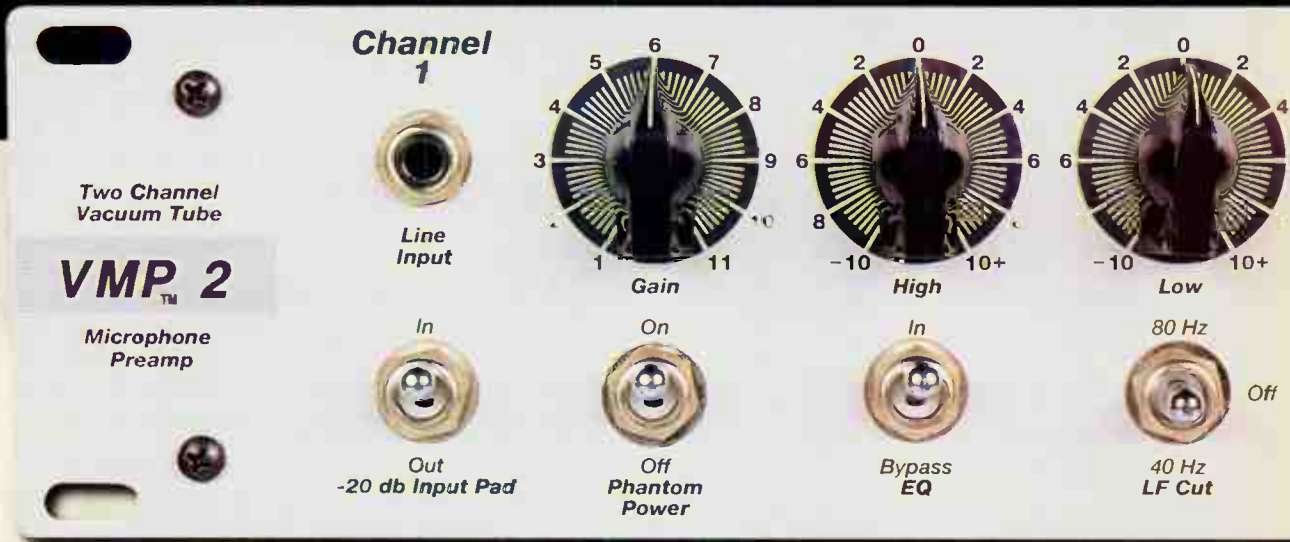 Channel
1
Two Channel
Vacuum Tube
VMP™ 2
Microphone
Preamp
Line
Input
1
3
4
5
6
7
8
9
10
11
Gain
-10
8
6
4
2
0
2
4
6
10+
High
-10
6
4
2
0
2
4
6
10+
Low
In
Out
-20 db Input Pad
On
Off
Phantom
Power
In
Bypass
EQ
80 Hz
Off
40 Hz
LF Cut